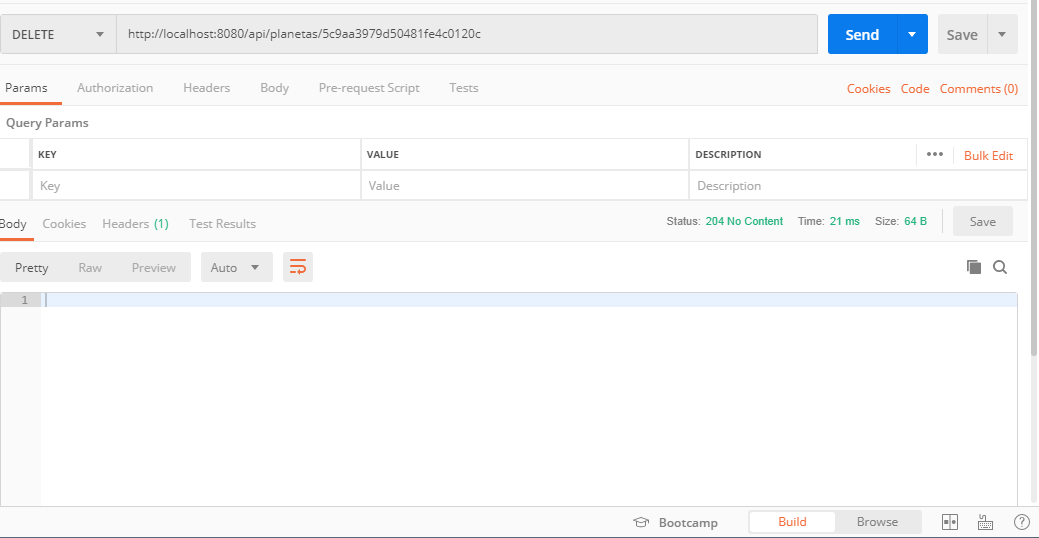 DELETE http://localhost:8080/api/planetas/5c9aa3979d50481fe4c0120c Send Save
Params Authorization Headers Body Pre-request Script Tests Cookies Code Comments (0)
Query Params
KEY VALUE DESCRIPTION ••• Bulk Edit
Key Value Description
Body Cookies Headers (1) Test Results Status: 204 No Content Time: 21 ms Size: 64 B Save
Pretty Raw Preview Auto
1
Bootcamp Build Browse ?